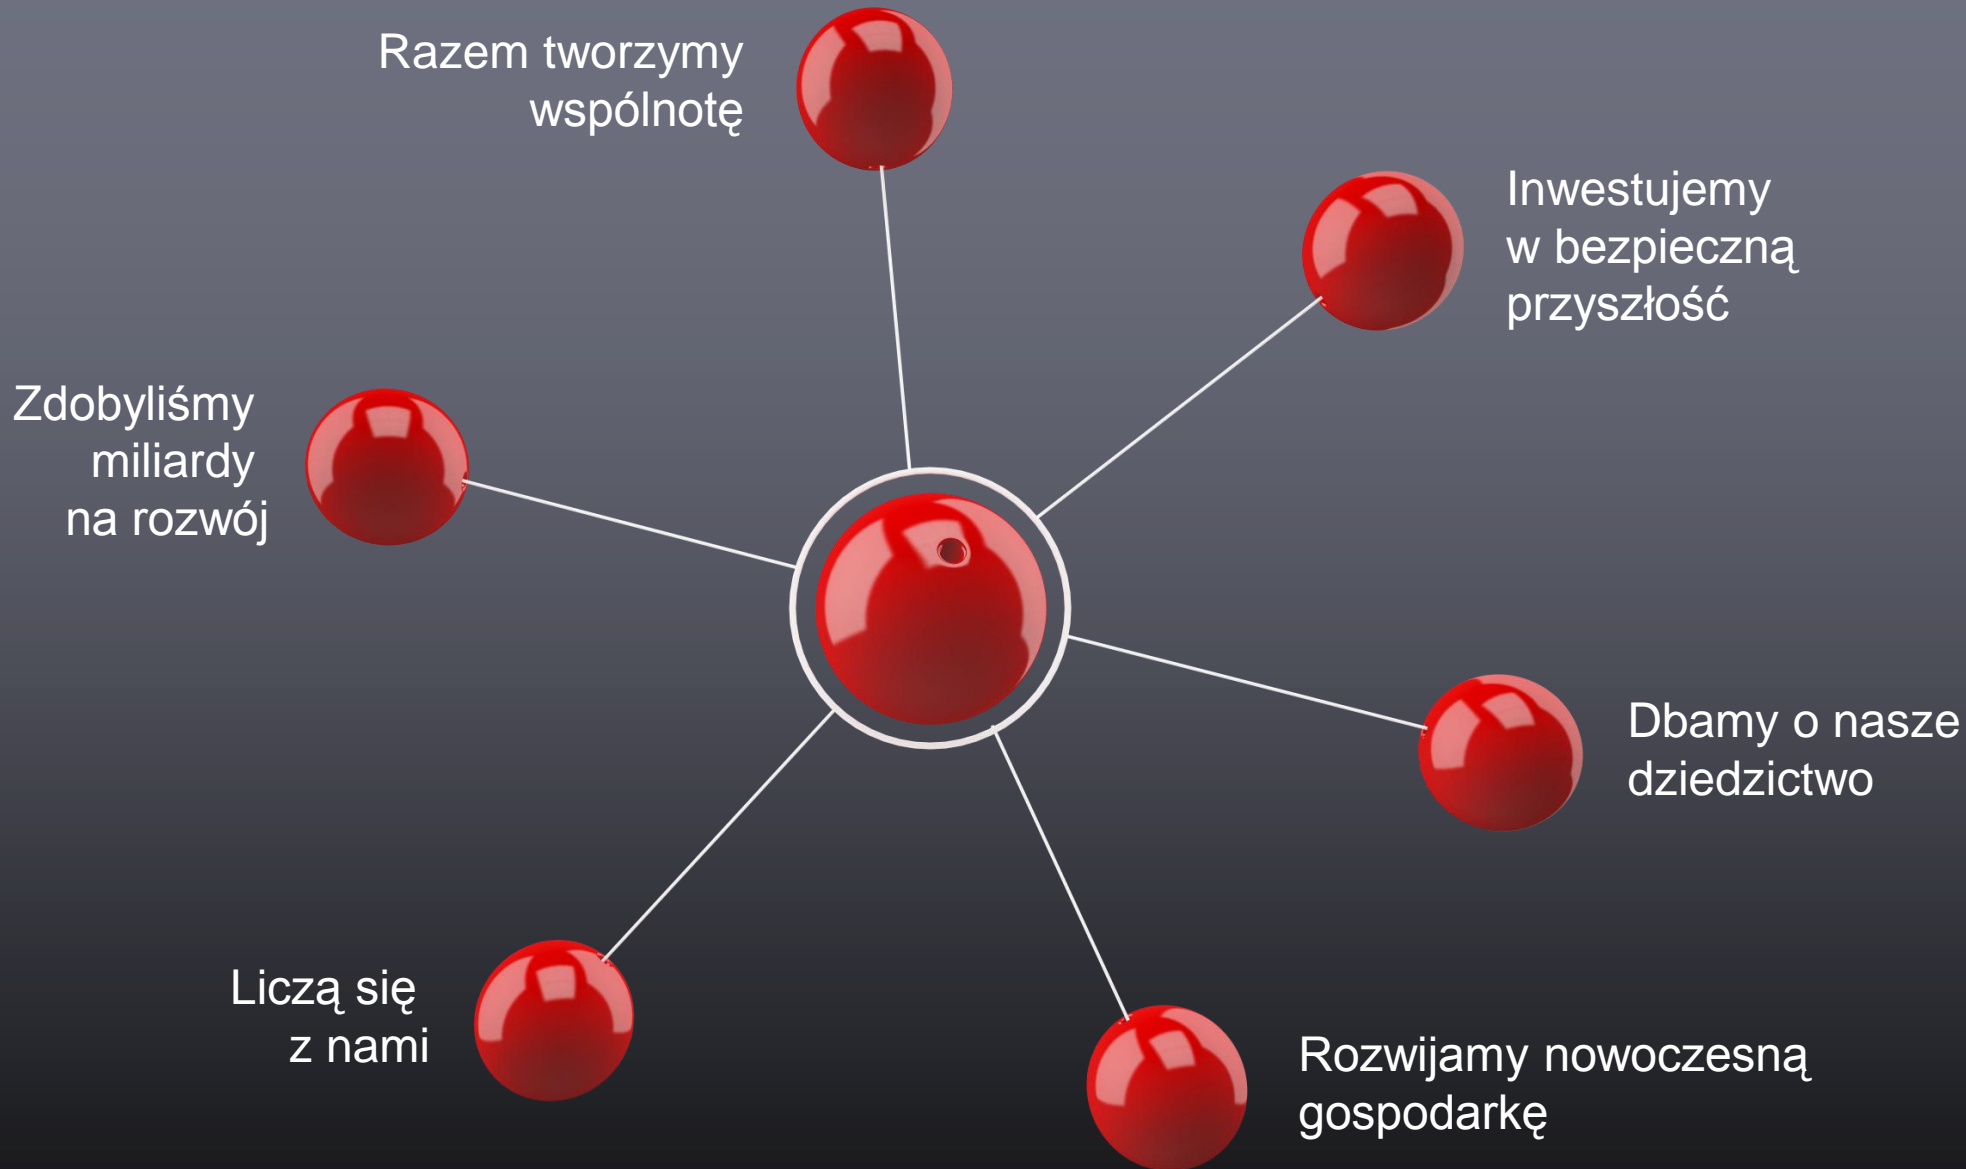 Razem tworzymy
wspólnotę
Inwestujemy
w bezpieczną
przyszłość
Zdobyliśmy
miliardy
na rozwój
Dbamy o nasze
dziedzictwo
Liczą się
z nami
Rozwijamy nowoczesną
gospodarkę